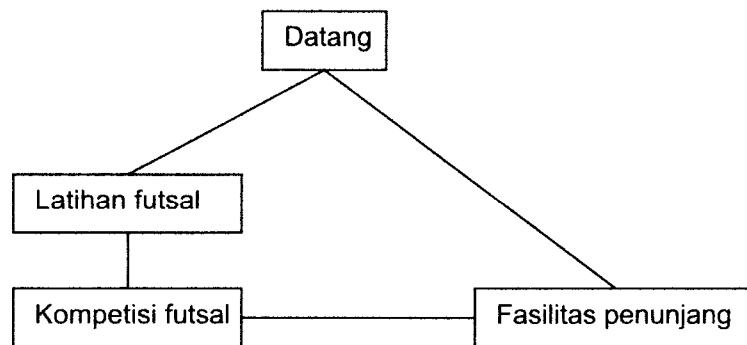 Datang
Latihan futsal
Kompetisi futsal
Fasilitas penunjang